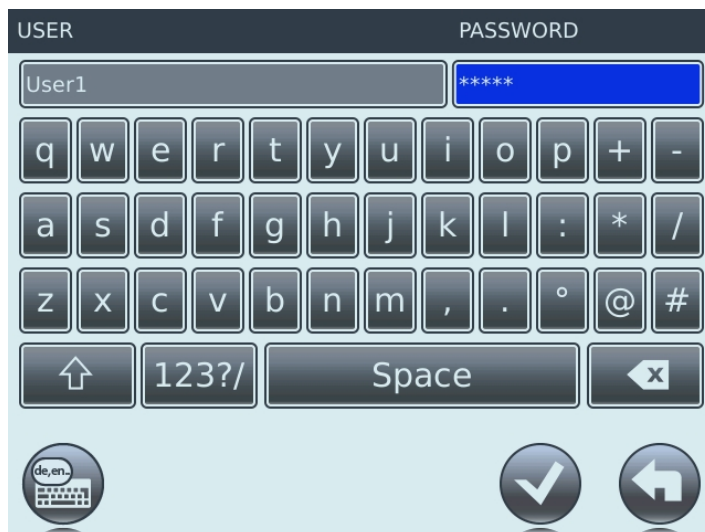 USER PASSWORD
User1 *****
q w e r t y u i o p + -
a s d f g h j k l : * /
z x c v b n m , . ° @ #
123?/ Space x
de,en..